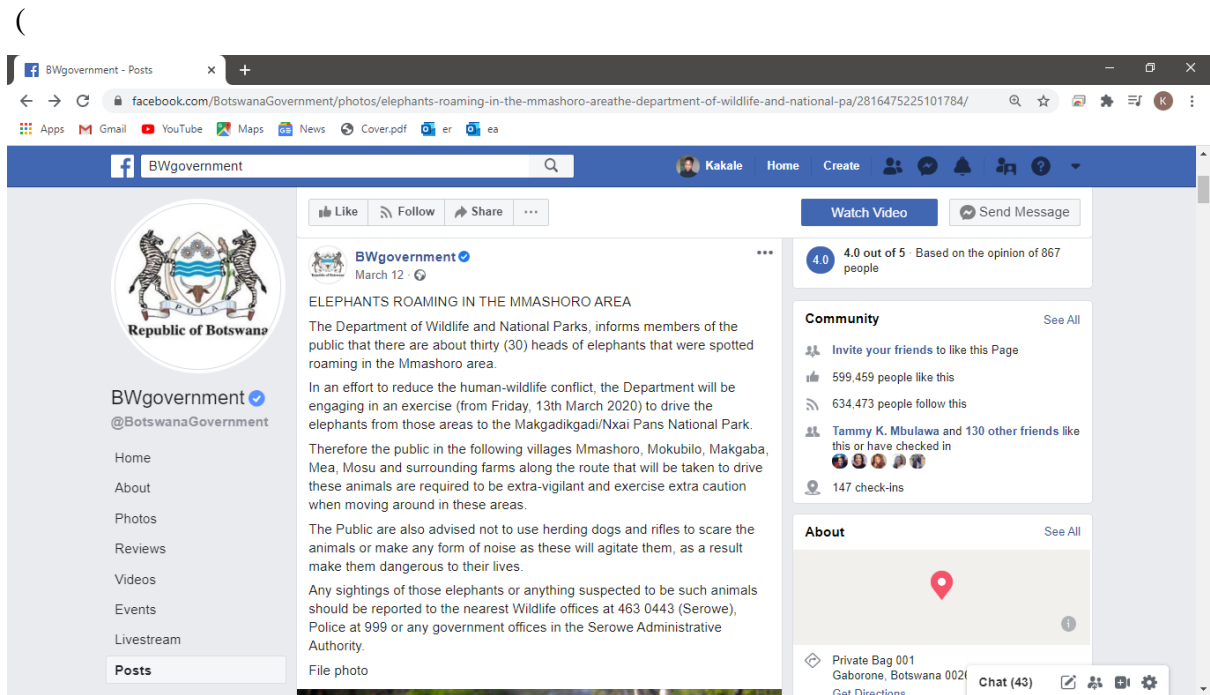 (
BWgovernment - Posts
facebook.com/BotswanaGovernment/photos/elephants-roaming-in-the-mmashoro-areathe-department-of-wildlife-and-national-pa/2816475225101784/
K
Apps Gmail YouTube Maps News Cover.pdf er ea
BWgovernment
Kakale Home Create
Like Follow Share ...
Watch Video
Send Message
PULA
Republic of Botswana
BWgovernment
@BotswanaGovernment
Home
About
Photos
Reviews
Videos
Events
Livestream
Posts
BWgovernment
March 12 ·
ELEPHANTS ROAMING IN THE MMASHORO AREA
The Department of Wildlife and National Parks, informs members of the
public that there are about thirty (30) heads of elephants that were spotted
roaming in the Mmashoro area.
In an effort to reduce the human-wildlife conflict, the Department will be
engaging in an exercise (from Friday, 13th March 2020) to drive the
elephants from those areas to the Makgadikgadi/Nxai Pans National Park.
Therefore the public in the following villages Mmashoro, Mokubilo, Makgaba,
Mea, Mosu and surrounding farms along the route that will be taken to drive
these animals are required to be extra-vigilant and exercise extra caution
when moving around in these areas.
The Public are also advised not to use herding dogs and rifles to scare the
animals or make any form of noise as these will agitate them, as a result
make them dangerous to their lives.
Any sightings of those elephants or anything suspected to be such animals
should be reported to the nearest Wildlife offices at 463 0443 (Serowe),
Police at 999 or any government offices in the Serowe Administrative
Authority.
File photo
4.0
4.0 out of 5 · Based on the opinion of 867
people
Community See All
Invite your friends to like this Page
599,459 people like this
634,473 people follow this
Tammy K. Mbulawa and 130 other friends like
this or have checked in
147 check-ins
About See All
Private Bag 001
Gaborone, Botswana
Get Directions
Chat (43)